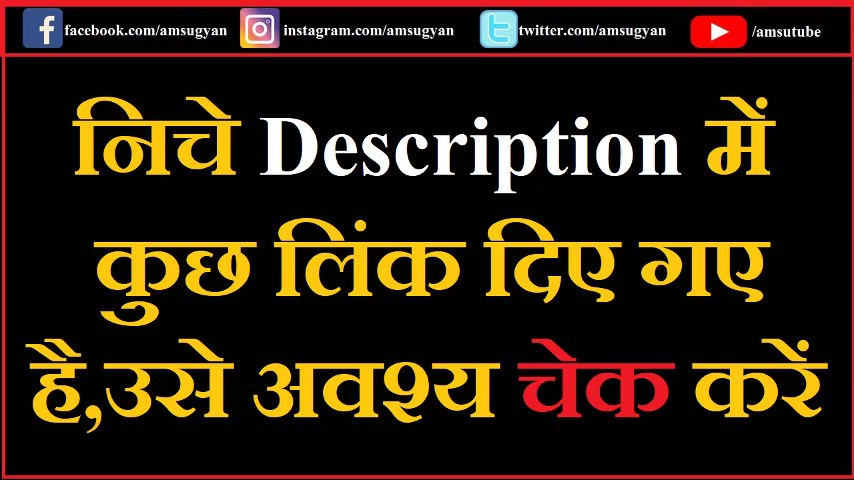 facebook.com/amsugyan instagram.com/amsugyan twitter.com/amsugyan /amsutube
निचे Description में
कुछ लिंक दिए गए
है,उसे अवश्य चेक करें